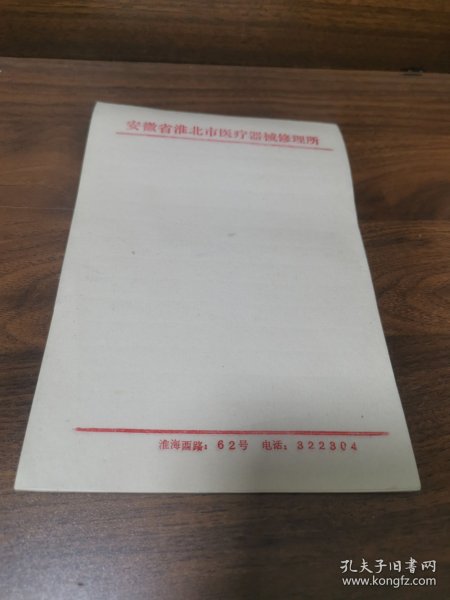 安徽省淮北市医疗器械修理所
淮海西路：62号 电话：322304
孔夫子旧书网
www.kongfz.com